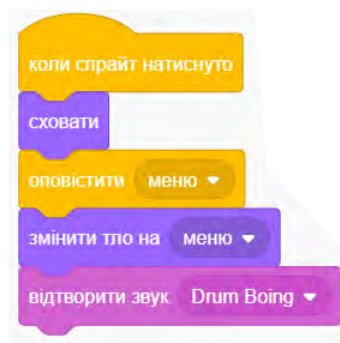 коли спрайт натиснуто
сховати
оповістити меню
змінити тло на меню
відтворити звук Drum Boing